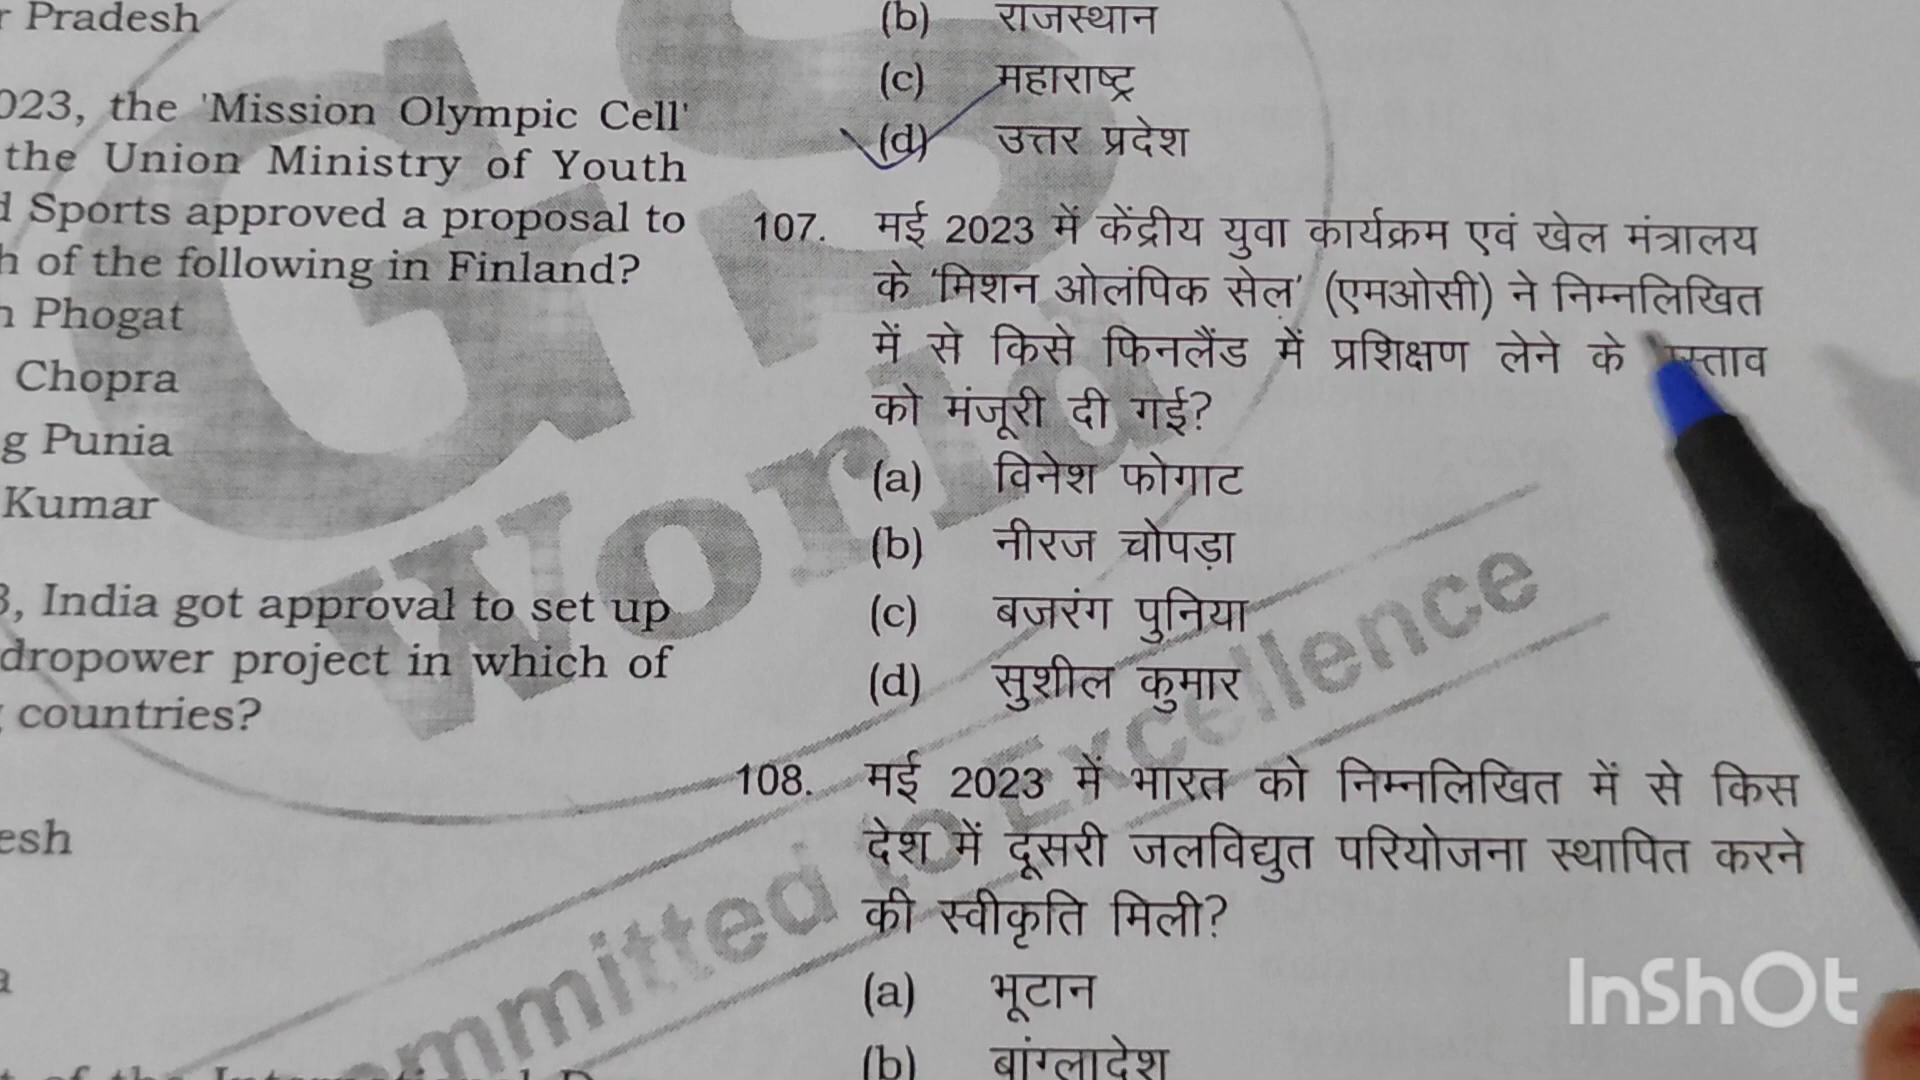 Pradesh
023, the 'Mission Olympic Cell'
the Union Ministry of Youth
Sports approved a proposal to
of the following in Finland?
Phogat
Chopra
g Punia
Kumar
3, India got approval to set up
dropower project in which of
countries?
esh
(b) राजस्थान
(c) महाराष्ट्र
(d) उत्तर प्रदेश
107. मई 2023 में केंद्रीय युवा कार्यक्रम एवं खेल मंत्रालय
के 'मिशन ओलंपिक सेल' (एमओसी) ने निम्नलिखित
में से किसे फिनलैंड में प्रशिक्षण लेने के
को मंजूरी दी गई?
(a) विनेश फोगाट
(b) नीरज चोपड़ा
(c) बजरंग पुनिया
(d) सुशील कुमार
108. मई 2023 में भारत को निम्नलिखित में से किस
देश में दूसरी जलविद्युत परियोजना स्थापित करने
की स्वीकृति मिली?
(a) भूटान
(b) बांग्लादेश
GS
World
Committed to Excellence
InShOt